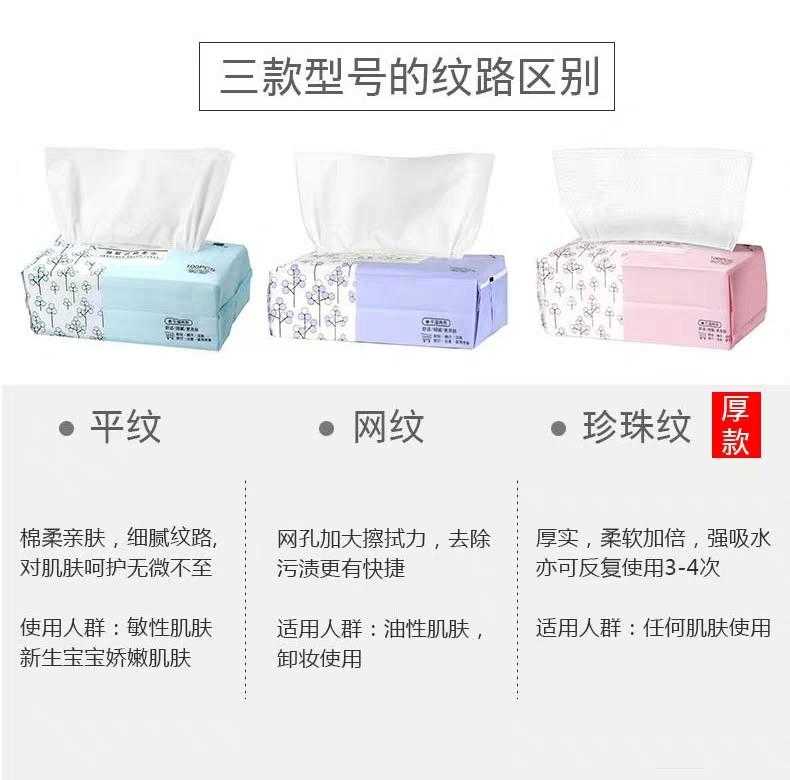 三款型号的纹路区别
100PCS
100PCS
平纹
网纹
珍珠纹
厚款
棉柔亲肤，细腻纹路，
对肌肤呵护无微不至
使用人群：敏性肌肤
新生宝宝娇嫩肌肤
网孔加大擦拭力，去除
污渍更有快捷
适用人群：油性肌肤，
卸妆使用
厚实，柔软加倍，强吸水
亦可反复使用3-4次
适用人群：任何肌肤使用